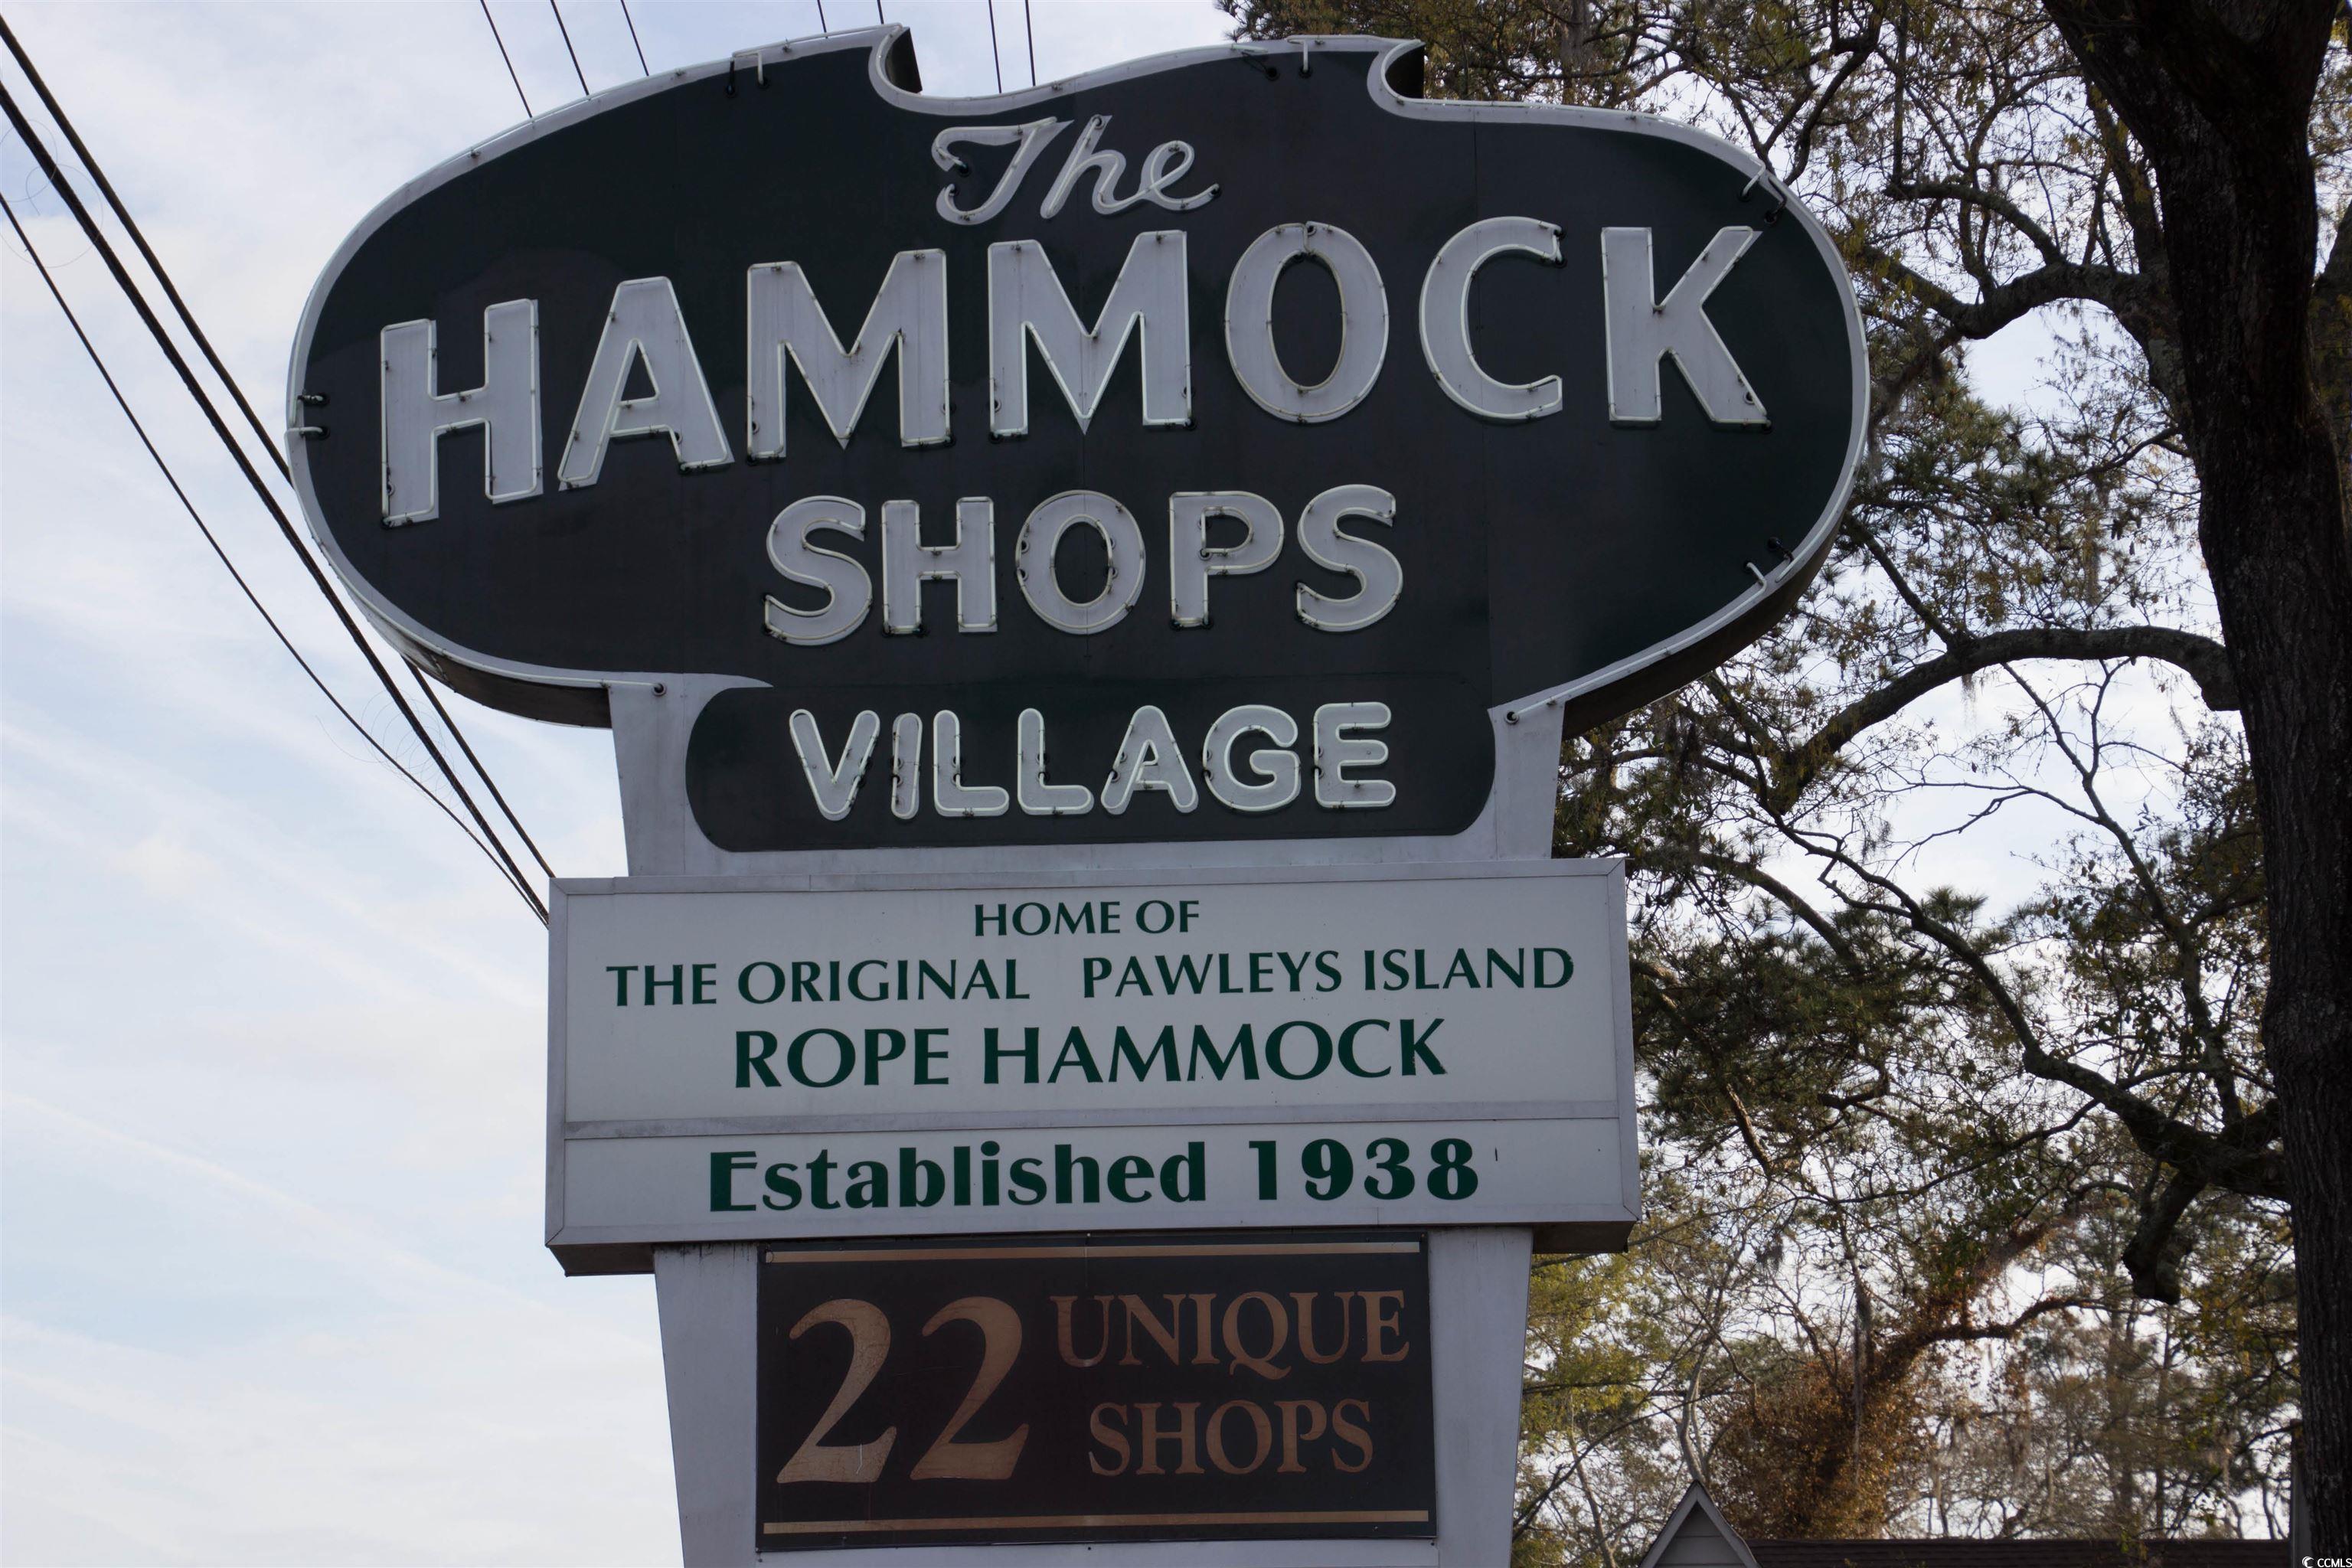 The
HAMMOCK
SHOPS
VILLAGE
HOME OF
THE ORIGINAL PAWLEYS ISLAND
ROPE HAMMOCK
Established 1938
22 UNIQUE
SHOPS
CCMLS